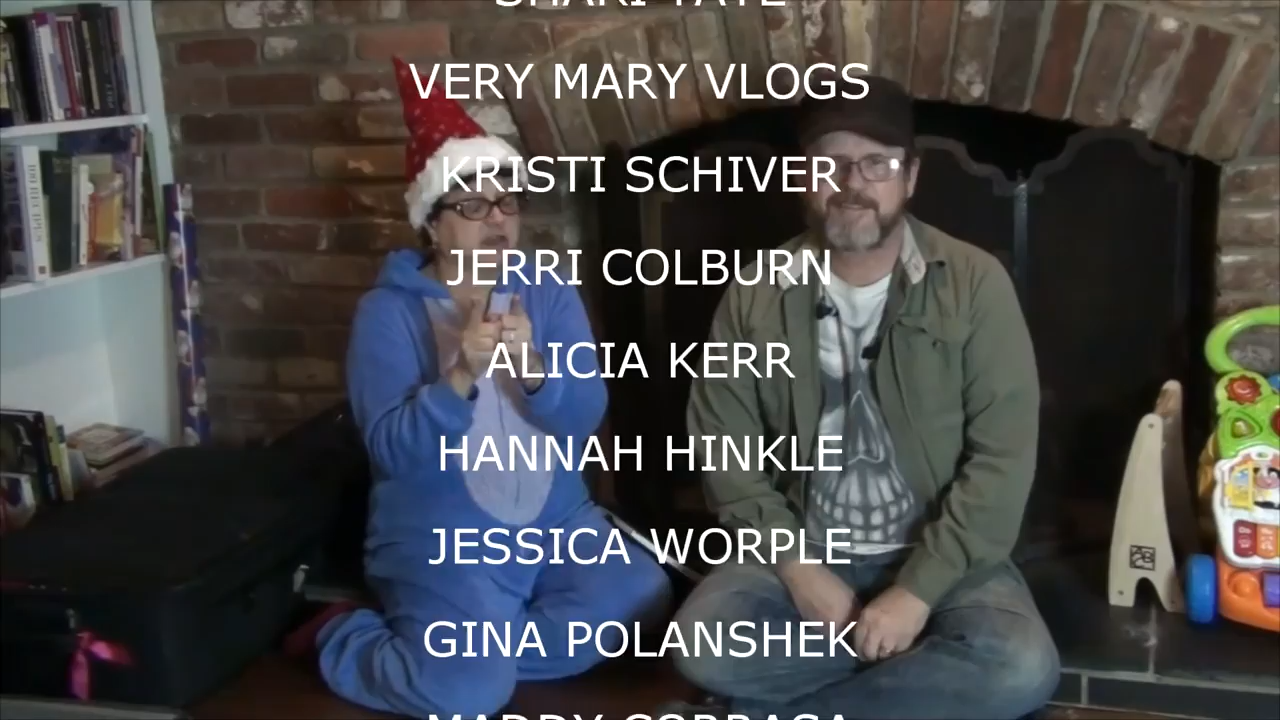 VERY MARY VLOGS
KRISTI SCHIVER
JERRI COLBURN
ALICIA KERR
HANNAH HINKLE
JESSICA WORPLE
GINA POLANSHEK